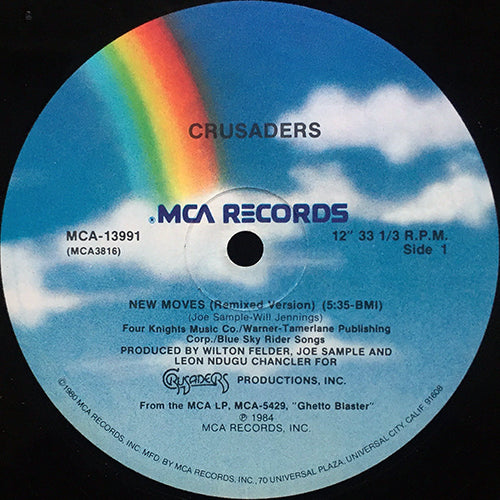 CRUSADERS
®MCA RECORDS
MCA-13991
(MCA3816)
12" 33 1/3 R.P.M.
Side 1
NEW MOVES (Remixed Version) (5:35-BMI)
(Joe Sample-Will Jennings)
Four Knights Music Co./Warner-Tamerlane Publishing
Corp./Blue Sky Rider Songs
PRODUCED BY WILTON FELDER, JOE SAMPLE AND
LEON NDUGU CHANCLER FOR
CRUSADERS PRODUCTIONS, INC.
From the MCA LP, MCA-5429, "Ghetto Blaster"
℗ 1984
MCA RECORDS, INC.
©1980 MCA RECORDS, INC. MFD. BY MCA RECORDS, INC., 70 UNIVERSAL PLAZA, UNIVERSAL CITY, CALIF. 91608